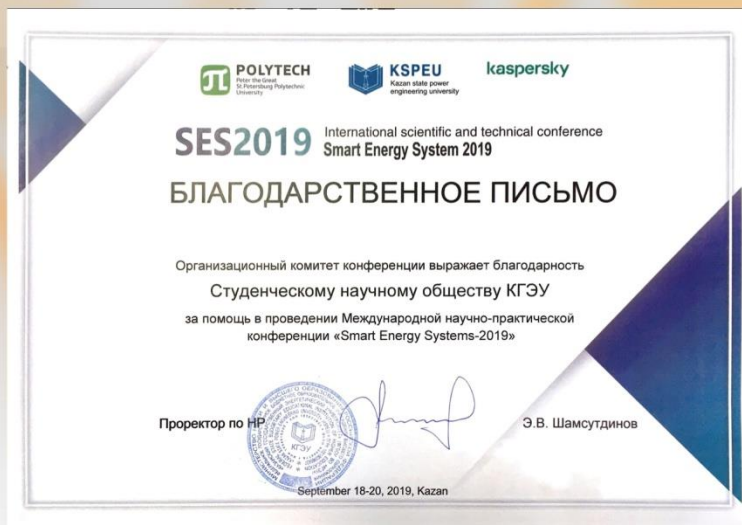 POLYTECH
Peter the Great
St.Petersburg Polytechnic
University
KSPEU
Kazan state power
engineering university
kaspersky
SES2019
International scientific and technical conference
Smart Energy System 2019
БЛАГОДАРСТВЕННОЕ ПИСЬМО
Организационный комитет конференции выражает благодарность
Студенческому научному обществу КГЭУ
за помощь в проведении Международной научно-практической
конференции «Smart Energy Systems-2019»
Проректор по НР
КГЭУ
Э.В. Шамсутдинов
September 18-20, 2019, Kazan